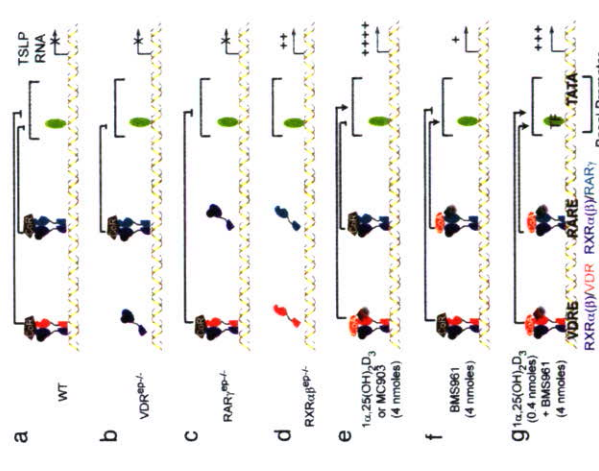 TSLP
RNA
a
WT
b
VDRep-/-
c
RARγep-/-
d
RXRαβep-/-
++
e
1α,25(OH)2D3
or MC903
(4 nmoles)
++++
f
BMS961
(4 nmoles)
+
g
1α,25(OH)2D3
(0.4 nmoles)
+ BMS961
(4 nmoles)
+++
TF
VDRE
RARE
TATA
RXRα(β)/VDR
RXRα(β)/RARγ